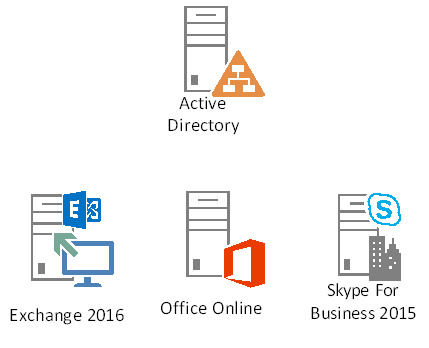 Active
Directory
E
S
Exchange 2016
Office Online
Skype For
Business 2015